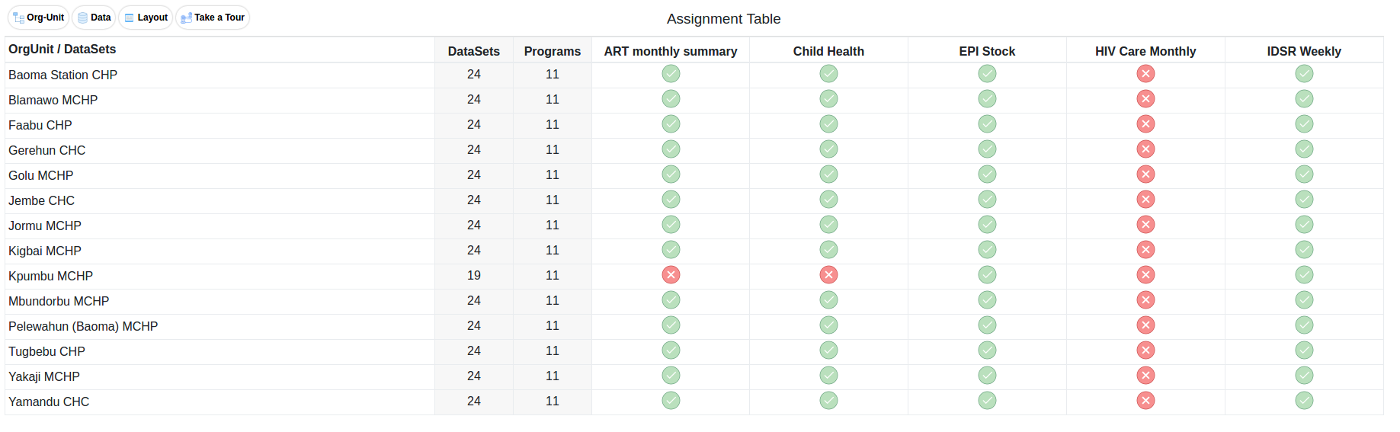 Org-Unit Data Layout Take a Tour
Assignment Table
OrgUnit / DataSets DataSets Programs ART monthly summary Child Health EPI Stock HIV Care Monthly IDSR Weekly
Baoma Station CHP 24 11
Blamawo MCHP 24 11
Faabu CHP 24 11
Gerehun CHC 24 11
Golu MCHP 24 11
Jembe CHC 24 11
Jormu MCHP 24 11
Kigbai MCHP 24 11
Kpumbu MCHP 19 11
Mbundorbu MCHP 24 11
Pelewahun (Baoma) MCHP 24 11
Tugbebu CHP 24 11
Yakaji MCHP 24 11
Yamandu CHC 24 11